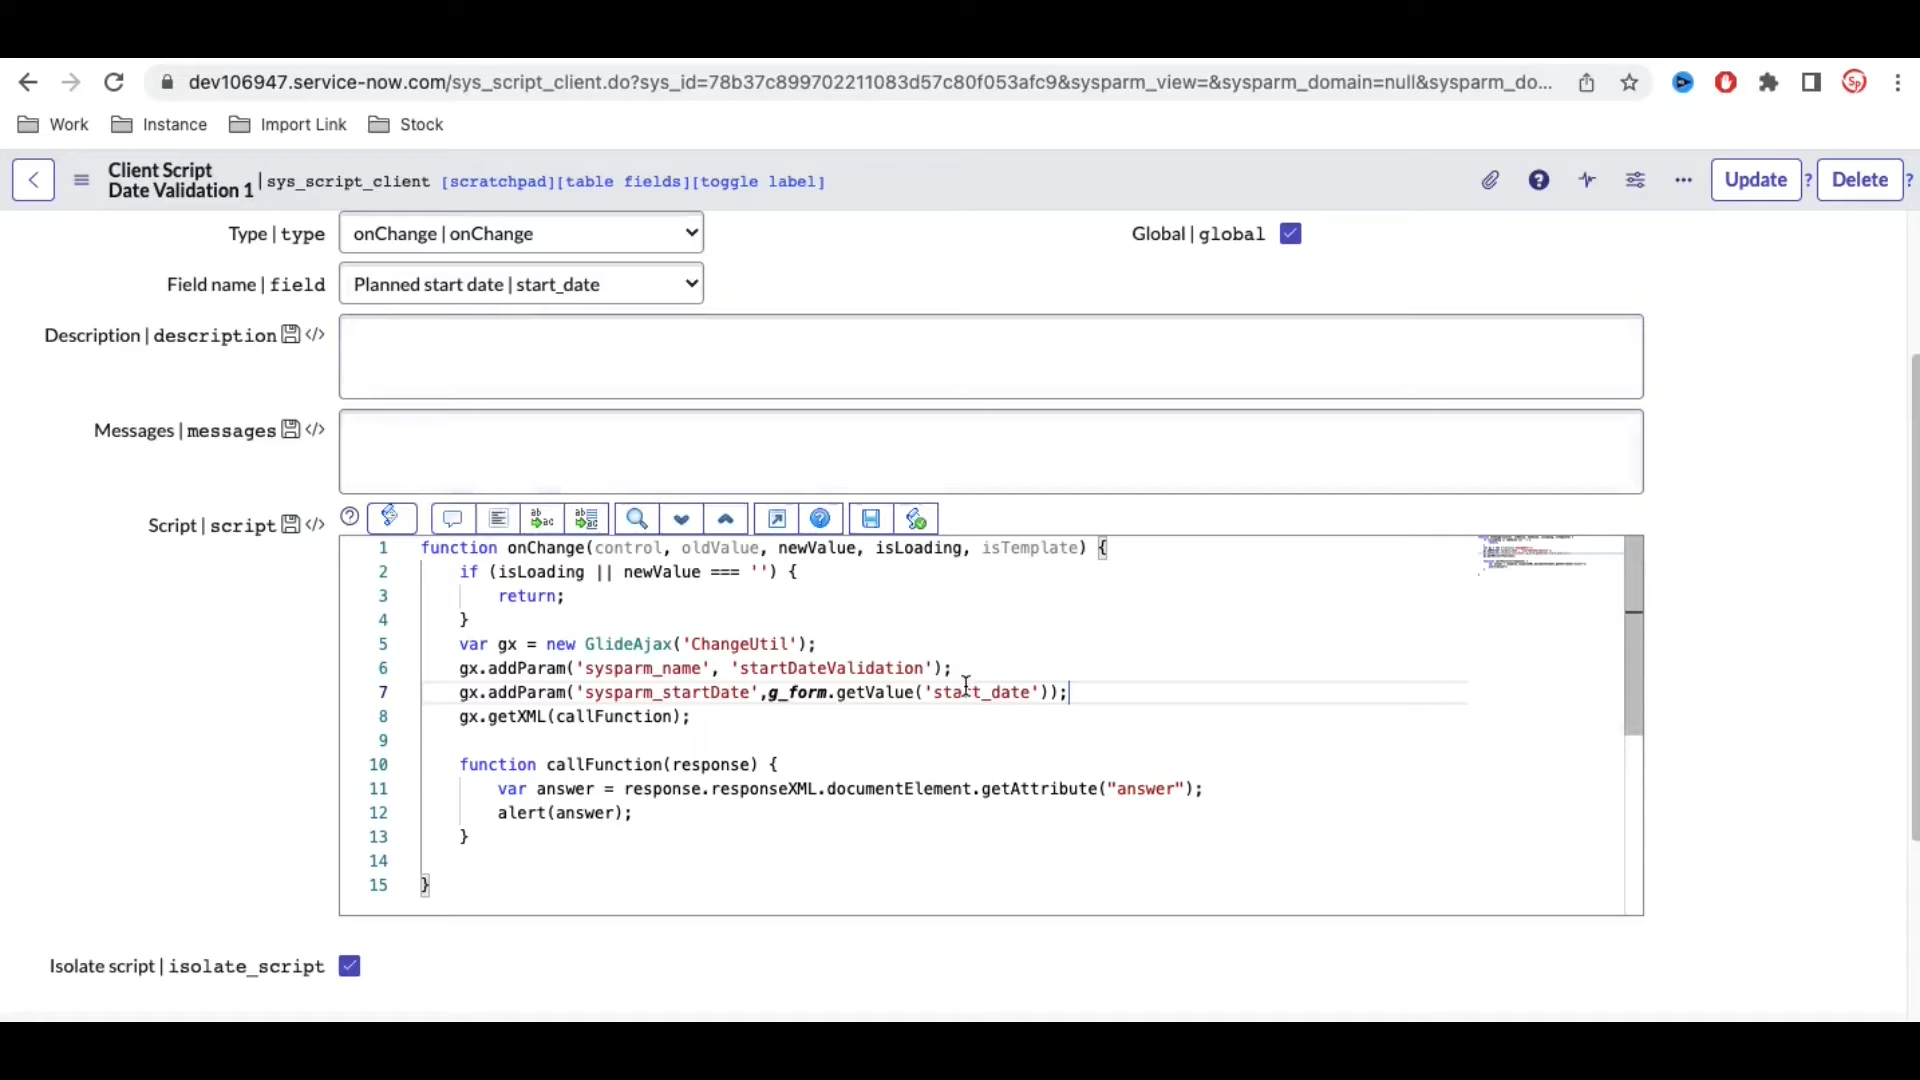 dev106947.service-now.com/sys_script_client.do?sys_id=78b37c899702211083d57c80f053afc9&sysparm_view=&sysparm_domain=null&sysparm_do...
Sp
Work Instance Import Link Stock
Client Script
Date Validation 1 | sys_script_client [scratchpad][table fields][toggle label]
Update ? Delete ?
Type | type onChange | onChange Global | global
Field name | field Planned start date | start_date
Description | description </>
Messages | messages </>
Script | script </>
1 function onChange(control, oldValue, newValue, isLoading, isTemplate) {
2 if (isLoading || newValue === '') {
3 return;
4 }
5 var gx = new GlideAjax('ChangeUtil');
6 gx.addParam('sysparm_name', 'startDateValidation');
7 gx.addParam('sysparm_startDate',g_form.getValue('start_date'));
8 gx.getXML(callFunction);
9
10 function callFunction(response) {
11 var answer = response.responseXML.documentElement.getAttribute("answer");
12 alert(answer);
13 }
14
15 }
Isolate script | isolate_script